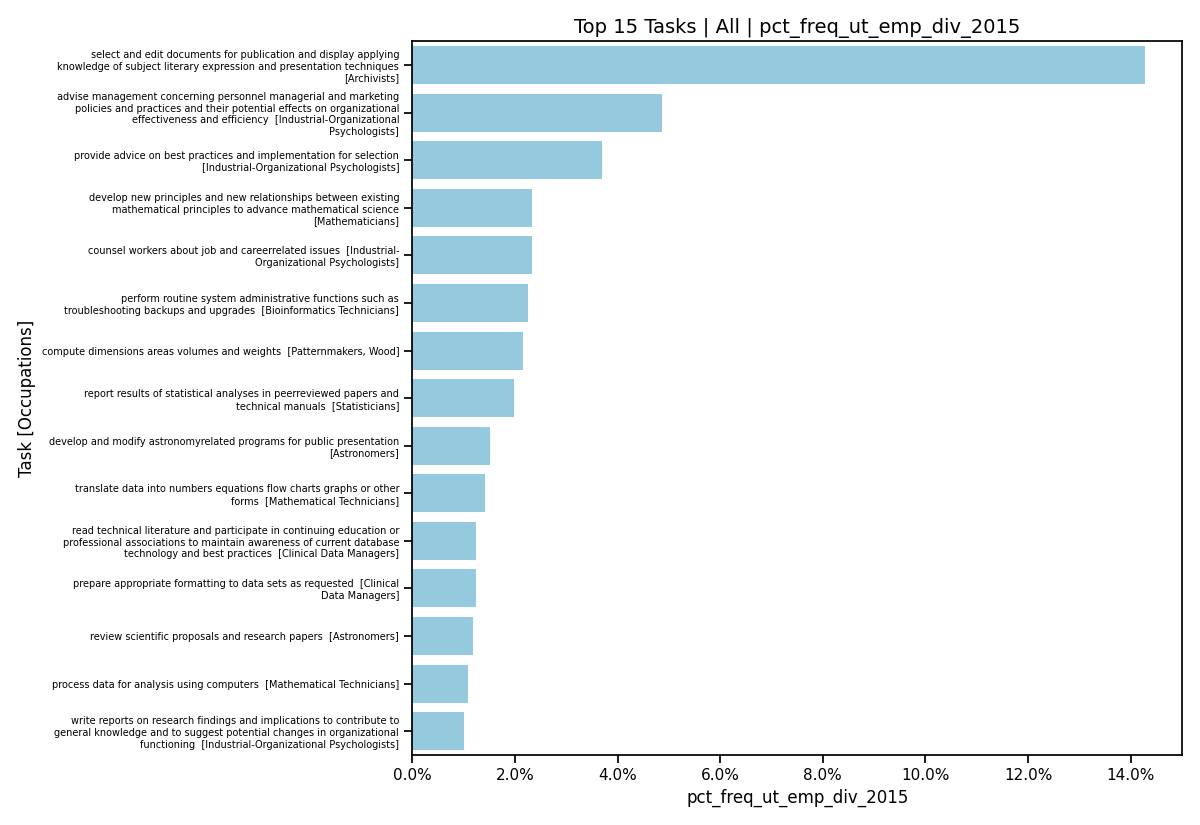 Top 15 Tasks | All | pct_freq_ut_emp_div_2015
select and edit documents for publication and display applying
knowledge of subject literary expression and presentation techniques
[Archivists]
advise management concerning personnel managerial and marketing
policies and practices and their potential effects on organizational
effectiveness and efficiency  [Industrial-Organizational
Psychologists]
provide advice on best practices and implementation for selection
[Industrial-Organizational Psychologists]
develop new principles and new relationships between existing
mathematical principles to advance mathematical science
[Mathematicians]
counsel workers about job and careerrelated issues  [Industrial-
Organizational Psychologists]
perform routine system administrative functions such as
troubleshooting backups and upgrades  [Bioinformatics Technicians]
compute dimensions areas volumes and weights  [Patternmakers, Wood]
report results of statistical analyses in peerreviewed papers and
technical manuals  [Statisticians]
develop and modify astronomyrelated programs for public presentation
[Astronomers]
translate data into numbers equations flow charts graphs or other
forms  [Mathematical Technicians]
read technical literature and participate in continuing education or
professional associations to maintain awareness of current database
technology and best practices  [Clinical Data Managers]
prepare appropriate formatting to data sets as requested  [Clinical
Data Managers]
review scientific proposals and research papers  [Astronomers]
process data for analysis using computers  [Mathematical Technicians]
write reports on research findings and implications to contribute to
general knowledge and to suggest potential changes in organizational
functioning  [Industrial-Organizational Psychologists]
Task [Occupations]
0.0% 2.0% 4.0% 6.0% 8.0% 10.0% 12.0% 14.0%
pct_freq_ut_emp_div_2015